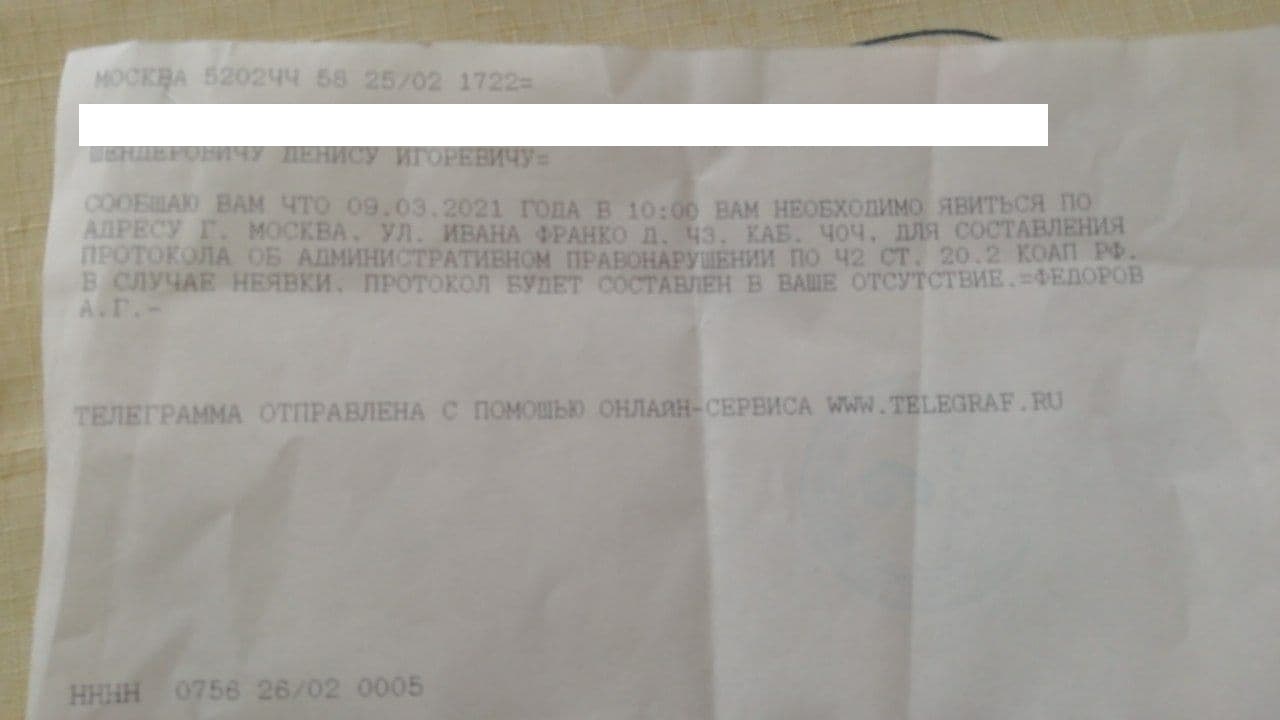 МОСКВА 5202ЧЧ 58 25/02 1722=
ШЕНДЕРОВИЧУ ДЕНИСУ ИГОРЕВИЧУ=
СООБЩАЮ ВАМ ЧТО 09.03.2021 ГОДА В 10:00 ВАМ НЕОБХОДИМО ЯВИТЬСЯ ПО
АДРЕСУ Г. МОСКВА. УЛ. ИВАНА ФРАНКО Д. Ч3. КАБ. ЧОЧ. ДЛЯ СОСТАВЛЕНИЯ
ПРОТОКОЛА ОБ АДМИНИСТРАТИВНОМ ПРАВОНАРУШЕНИИ ПО Ч2 СТ. 20.2 КОАП РФ.
В СЛУЧАЕ НЕЯВКИ. ПРОТОКОЛ БУДЕТ СОСТАВЛЕН В ВАШЕ ОТСУТСТВИЕ.=ФЕДОРОВ
А.Г.-
ТЕЛЕГРАММА ОТПРАВЛЕНА С ПОМОШЬЮ ОНЛАЙН-СЕРВИСА WWW.TELEGRAF.RU
НННН 0756 26/02 0005